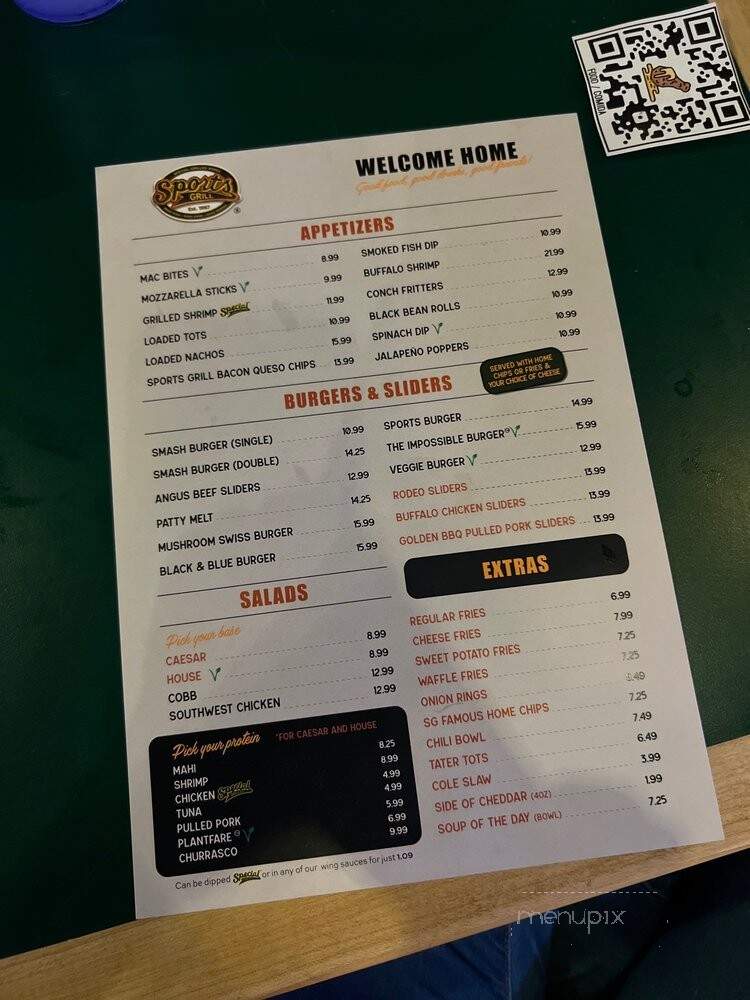 FOOD / COMIDA
Sports
GRILL
Est. 1982
®
WELCOME HOME
Good food, good drinks, good friends!
APPETIZERS
MAC BITES 8.99
MOZZARELLA STICKS 9.99
GRILLED SHRIMP Special 11.99
LOADED TOTS 10.99
LOADED NACHOS 15.99
SPORTS GRILL BACON QUESO CHIPS 13.99
SMOKED FISH DIP 10.99
BUFFALO SHRIMP 21.99
CONCH FRITTERS 12.99
BLACK BEAN ROLLS 10.99
SPINACH DIP 10.99
JALAPEÑO POPPERS 10.99
BURGERS & SLIDERS
SERVED WITH HOME
CHIPS OR FRIES &
YOUR CHOICE OF CHEESE
SMASH BURGER (SINGLE) 10.99
SMASH BURGER (DOUBLE) 14.25
ANGUS BEEF SLIDERS 12.99
PATTY MELT 14.25
MUSHROOM SWISS BURGER 15.99
BLACK & BLUE BURGER 15.99
SPORTS BURGER 14.99
THE IMPOSSIBLE BURGER® 15.99
VEGGIE BURGER 12.99
RODEO SLIDERS 13.99
BUFFALO CHICKEN SLIDERS 13.99
GOLDEN BBQ PULLED PORK SLIDERS 13.99
SALADS
Pick your base
CAESAR 8.99
HOUSE 8.99
COBB 12.99
SOUTHWEST CHICKEN 12.99
Pick your protein *FOR CAESAR AND HOUSE
MAHI 8.25
SHRIMP 8.99
CHICKEN Special 4.99
TUNA 4.99
PULLED PORK 5.99
PLANTFARE® 6.99
CHURRASCO 9.99
Can be dipped Special or in any of our wing sauces for just 1.09
EXTRAS
REGULAR FRIES 6.99
CHEESE FRIES 7.99
SWEET POTATO FRIES 7.25
WAFFLE FRIES 7.25
ONION RINGS 8.49
SG FAMOUS HOME CHIPS 7.25
CHILI BOWL 7.49
TATER TOTS 6.49
COLE SLAW 3.99
SIDE OF CHEDDAR (4OZ) 1.99
SOUP OF THE DAY (BOWL) 7.25
menupix